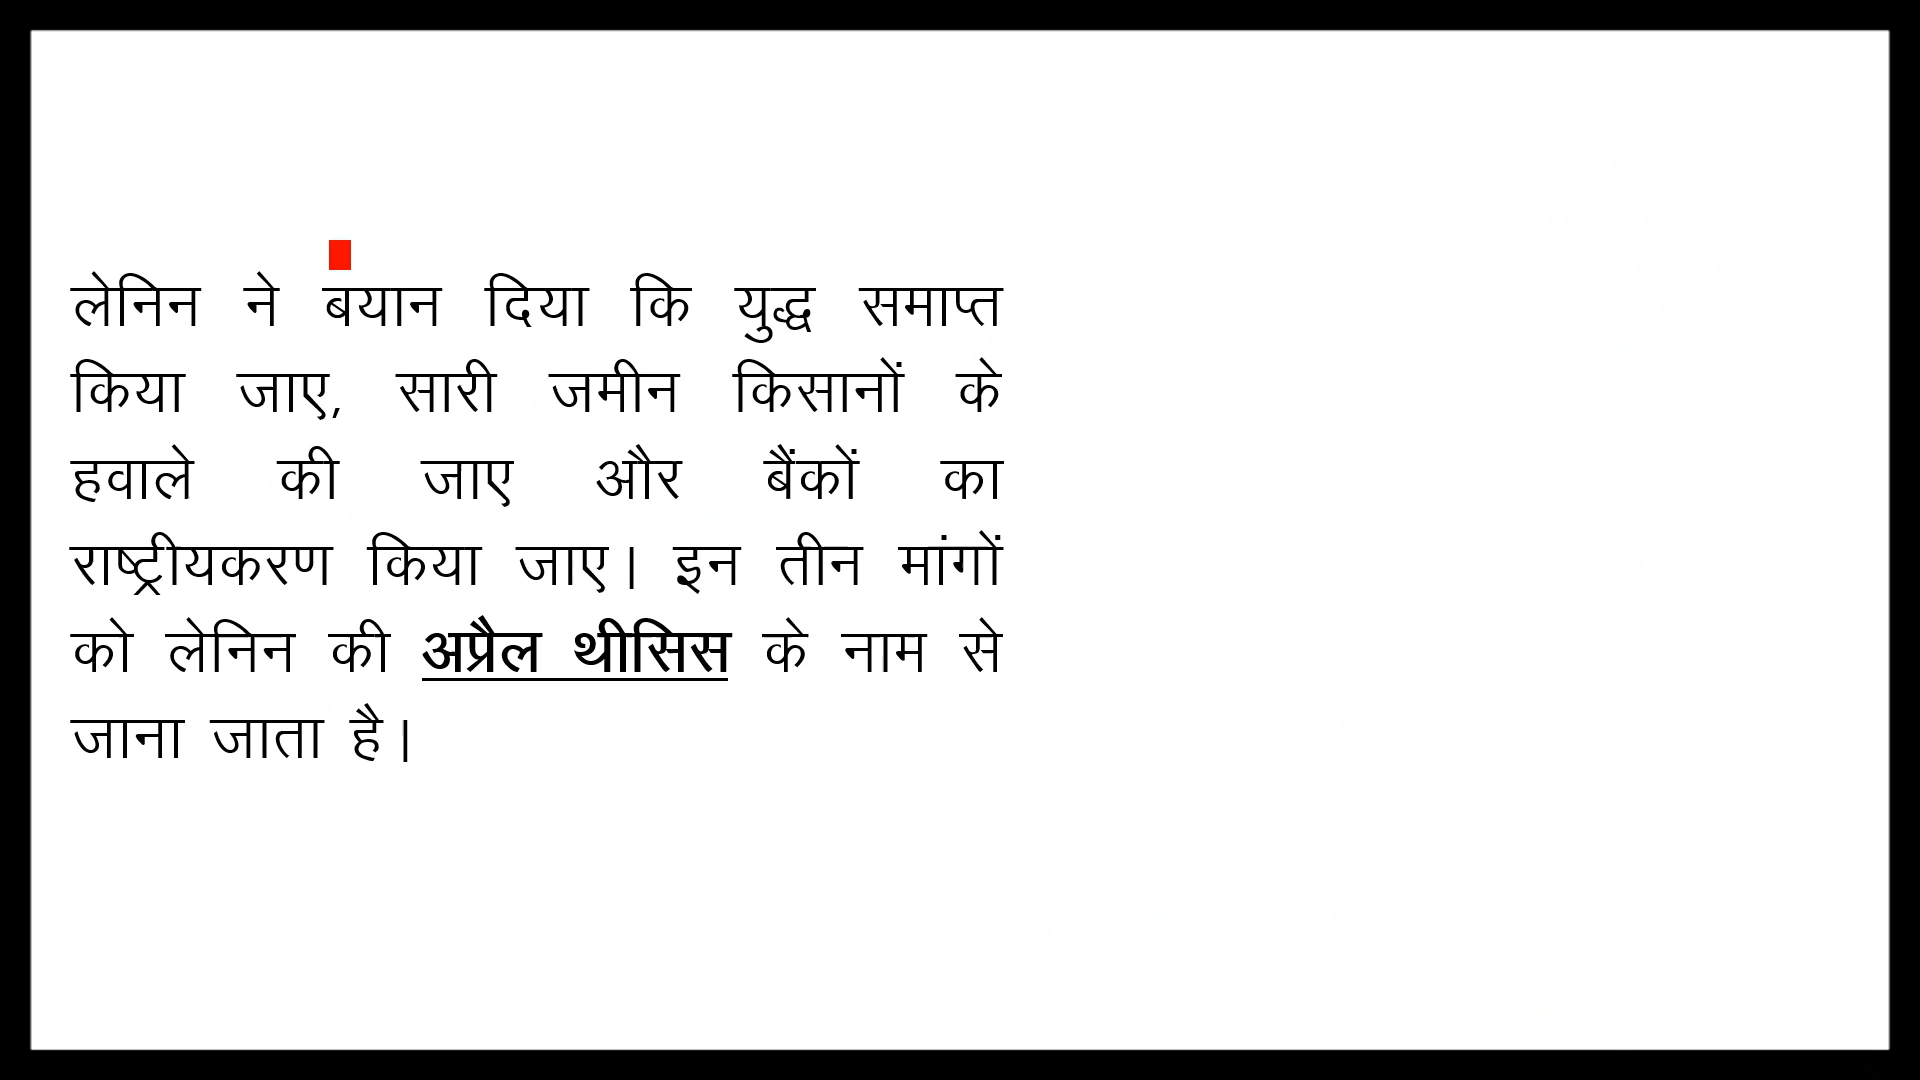 लेनिन ने बयान दिया कि युद्ध समाप्त
किया जाए, सारी जमीन किसानों के
हवाले की जाए और बैंकों का
राष्ट्रीयकरण किया जाए। इन तीन मांगों
को लेनिन की अप्रैल थीसिस के नाम से
जाना जाता है।